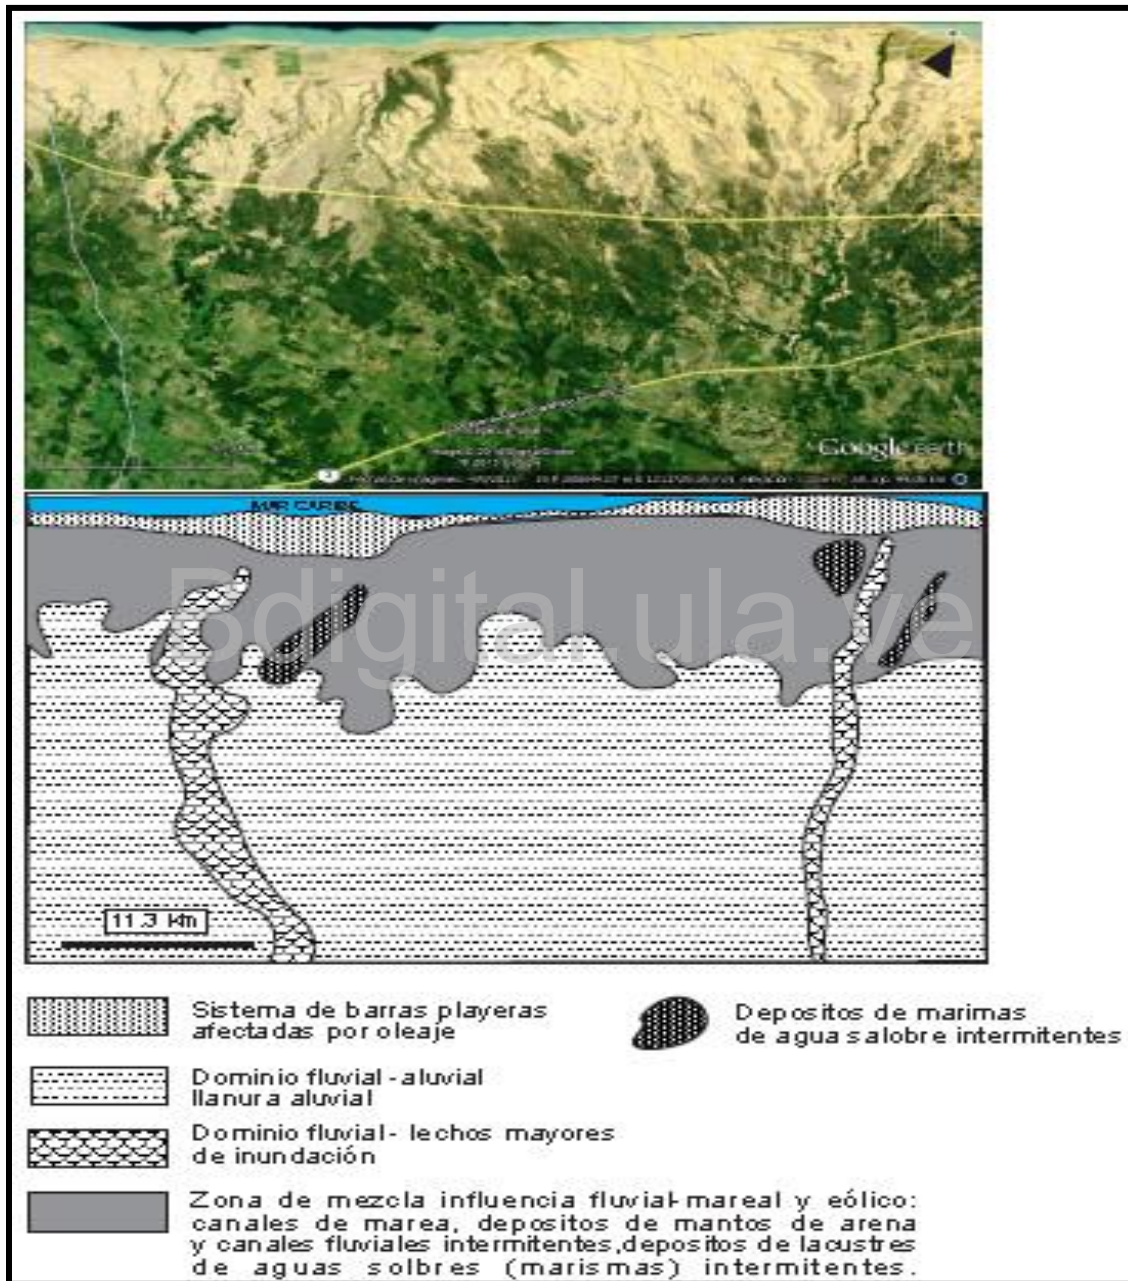 Google earth
MAR CARIBE
Bdigital.ula.ve
11.3 km
Sistema de barras playeras
afectadas por oleaje
Depositos de marimas
de agua salobre intermitentes
Dominio fluvial-aluvial
llanura aluvial
Dominio fluvial- lechos mayores
de inundación
Zona de mezcla influencia fluvial-mareal y eólico:
canales de marea, depositos de mantos de arena
y canales fluviales intermitentes,depositos de lacustres
de aguas solbres (marismas) intermitentes.